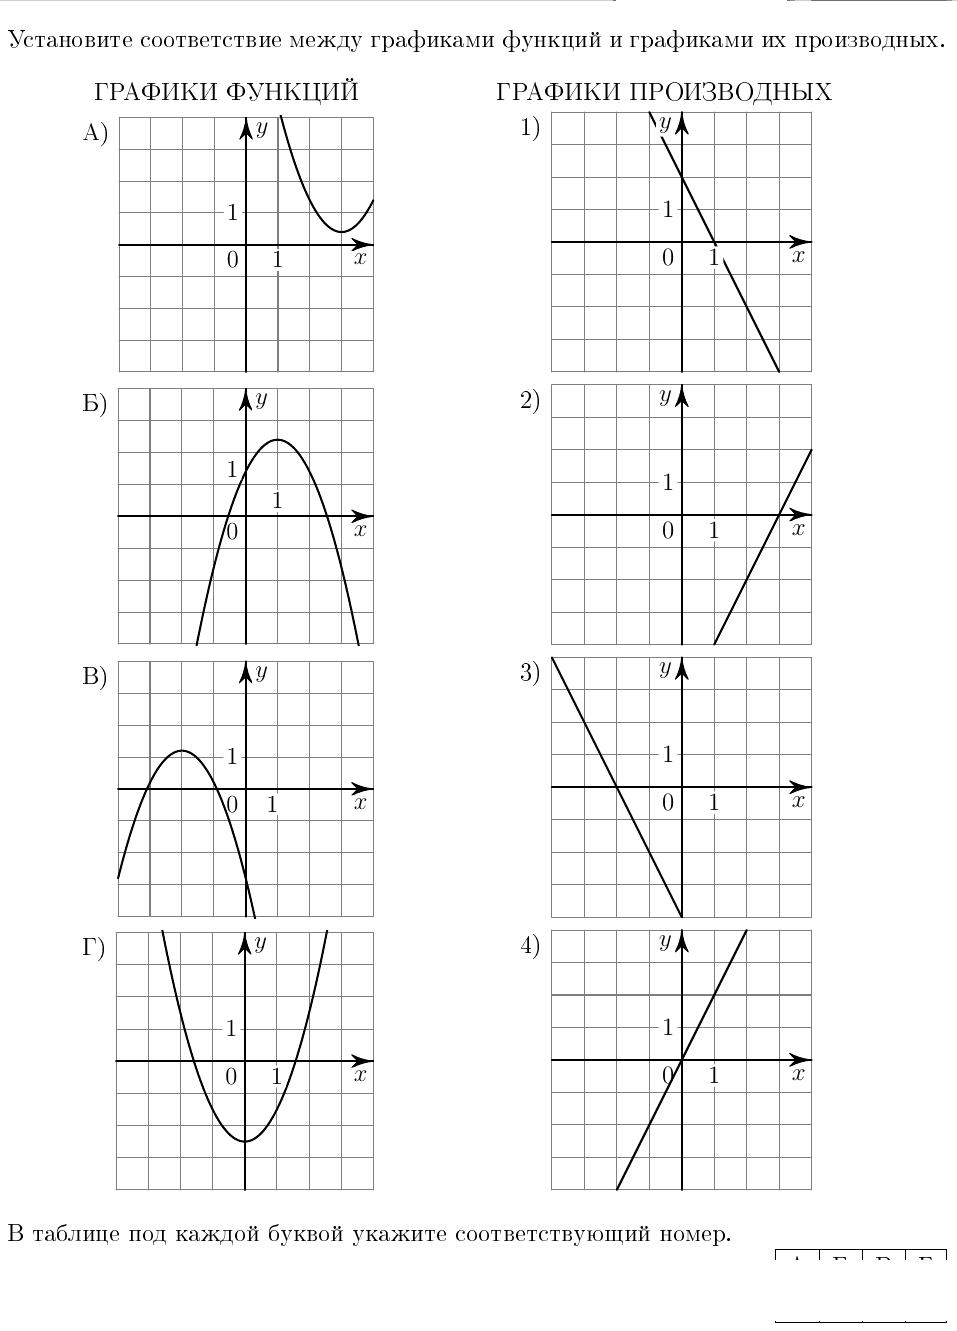 Установите соответствие между графиками функций и графиками их производных.
ГРАФИКИ ФУНКЦИЙ ГРАФИКИ ПРОИЗВОДНЫХ
А) y 1 0 1 x
1) y 1 0 1 x
Б) y 1 1 0 x
2) y 1 0 1 x
В) y 1 0 1 x
3) y 1 0 1 x
Г) y 1 0 1 x
4) y 1 0 1 x
В таблице под каждой буквой укажите соответствующий номер.